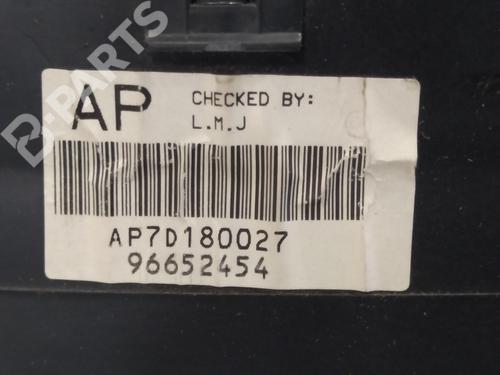 B-PARTS
AP
CHECKED BY:
L.M.J
AP7D180027
96652454